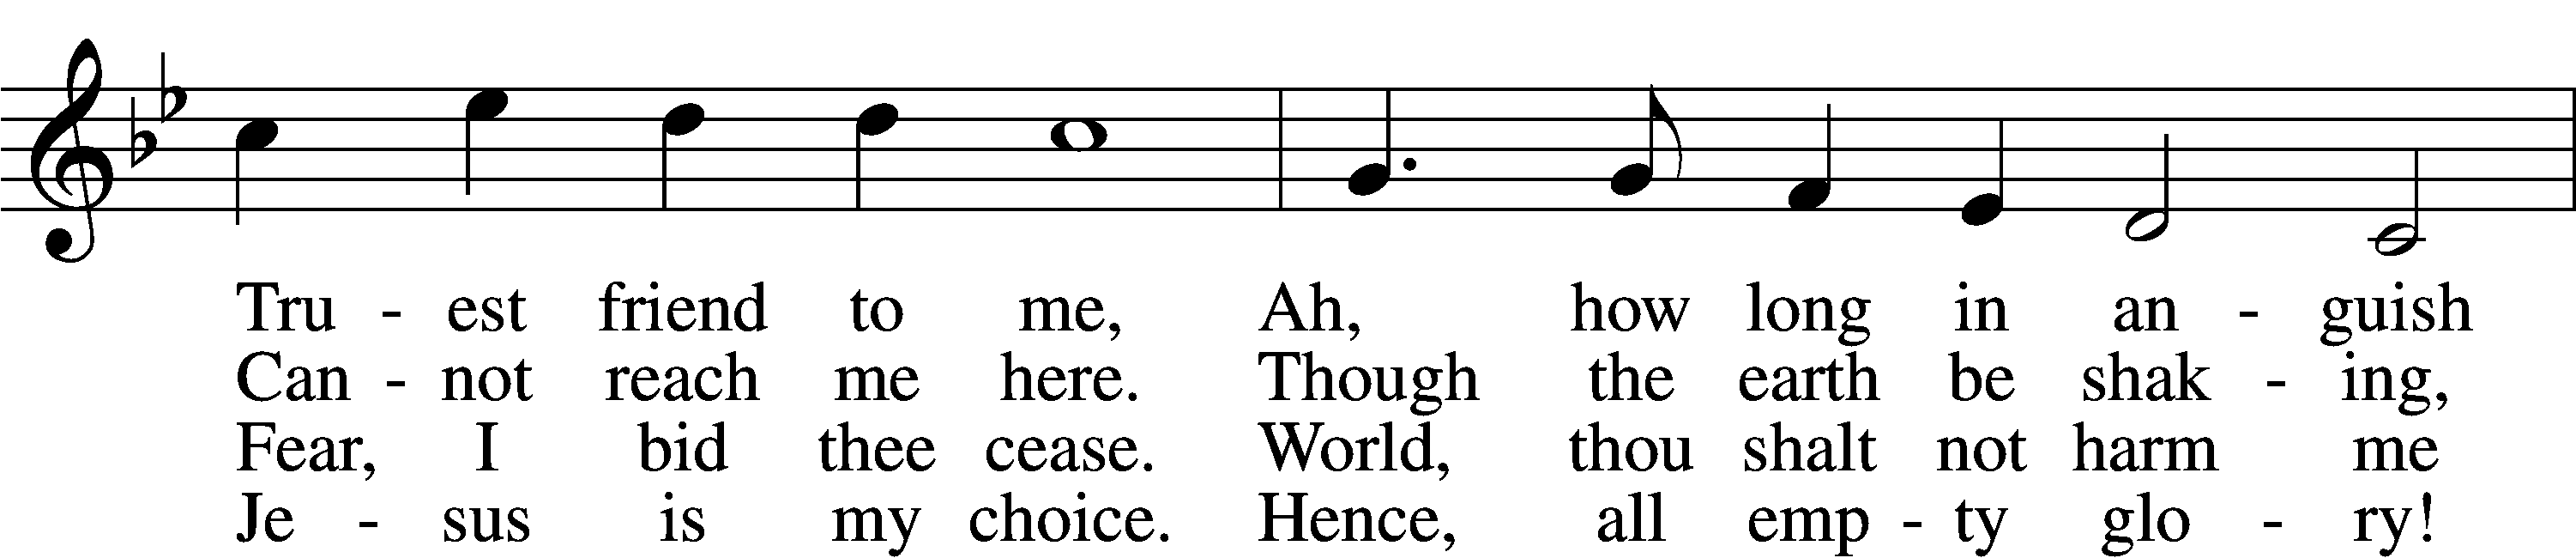 Tru - est friend to me, Ah, how long in an - guish
Can - not reach me here. Though the earth be shak - ing,
Fear, I bid thee cease. World, thou shalt not harm me
Je - sus is my choice. Hence, all emp - ty glo - ry!